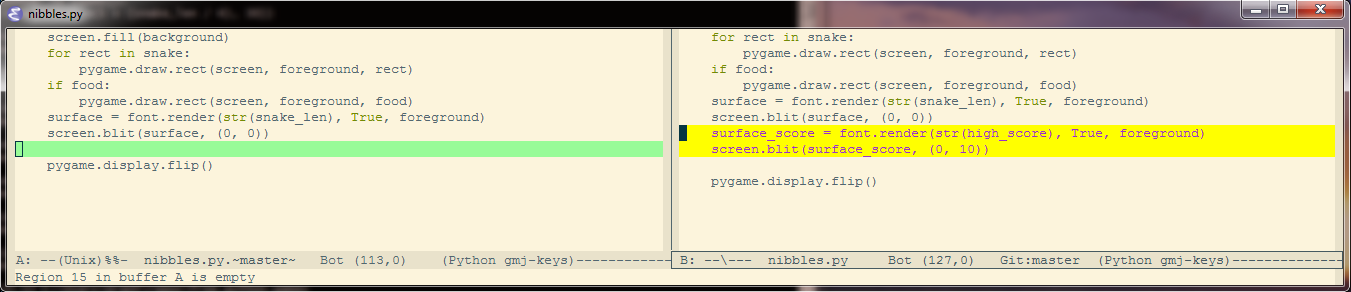 nibbles.py
screen.fill(background)
for rect in snake:
pygame.draw.rect(screen, foreground, rect)
if food:
pygame.draw.rect(screen, foreground, food)
surface = font.render(str(snake_len), True, foreground)
screen.blit(surface, (0, 0))
pygame.display.flip()
A: --(Unix)%%-  nibbles.py.~master~   Bot (113,0)    (Python gmj-keys)------------
for rect in snake:
pygame.draw.rect(screen, foreground, rect)
if food:
pygame.draw.rect(screen, foreground, food)
surface = font.render(str(snake_len), True, foreground)
screen.blit(surface, (0, 0))
surface_score = font.render(str(high_score), True, foreground)
screen.blit(surface_score, (0, 10))
pygame.display.flip()
B: --\---  nibbles.py     Bot (127,0)   Git:master  (Python gmj-keys)--------------
Region 15 in buffer A is empty